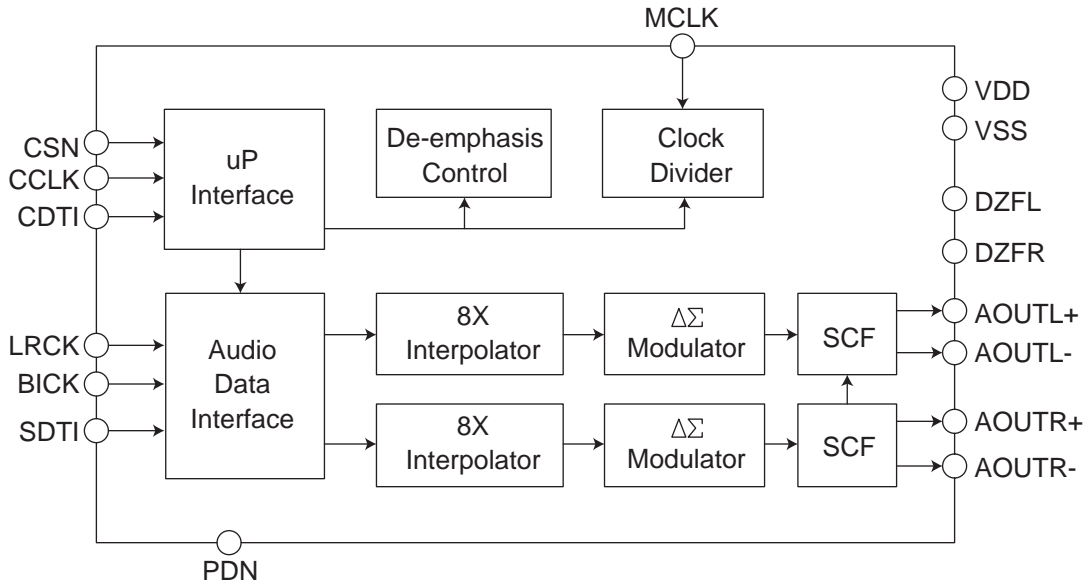 MCLK
VDD
VSS
DZFL
DZFR
CSN
CCLK
CDTI
uP
Interface
De-emphasis
Control
Clock
Divider
LRCK
BICK
SDTI
Audio
Data
Interface
8X
Interpolator
ΔΣ
Modulator
SCF
AOUTL+
AOUTL-
8X
Interpolator
ΔΣ
Modulator
SCF
AOUTR+
AOUTR-
PDN